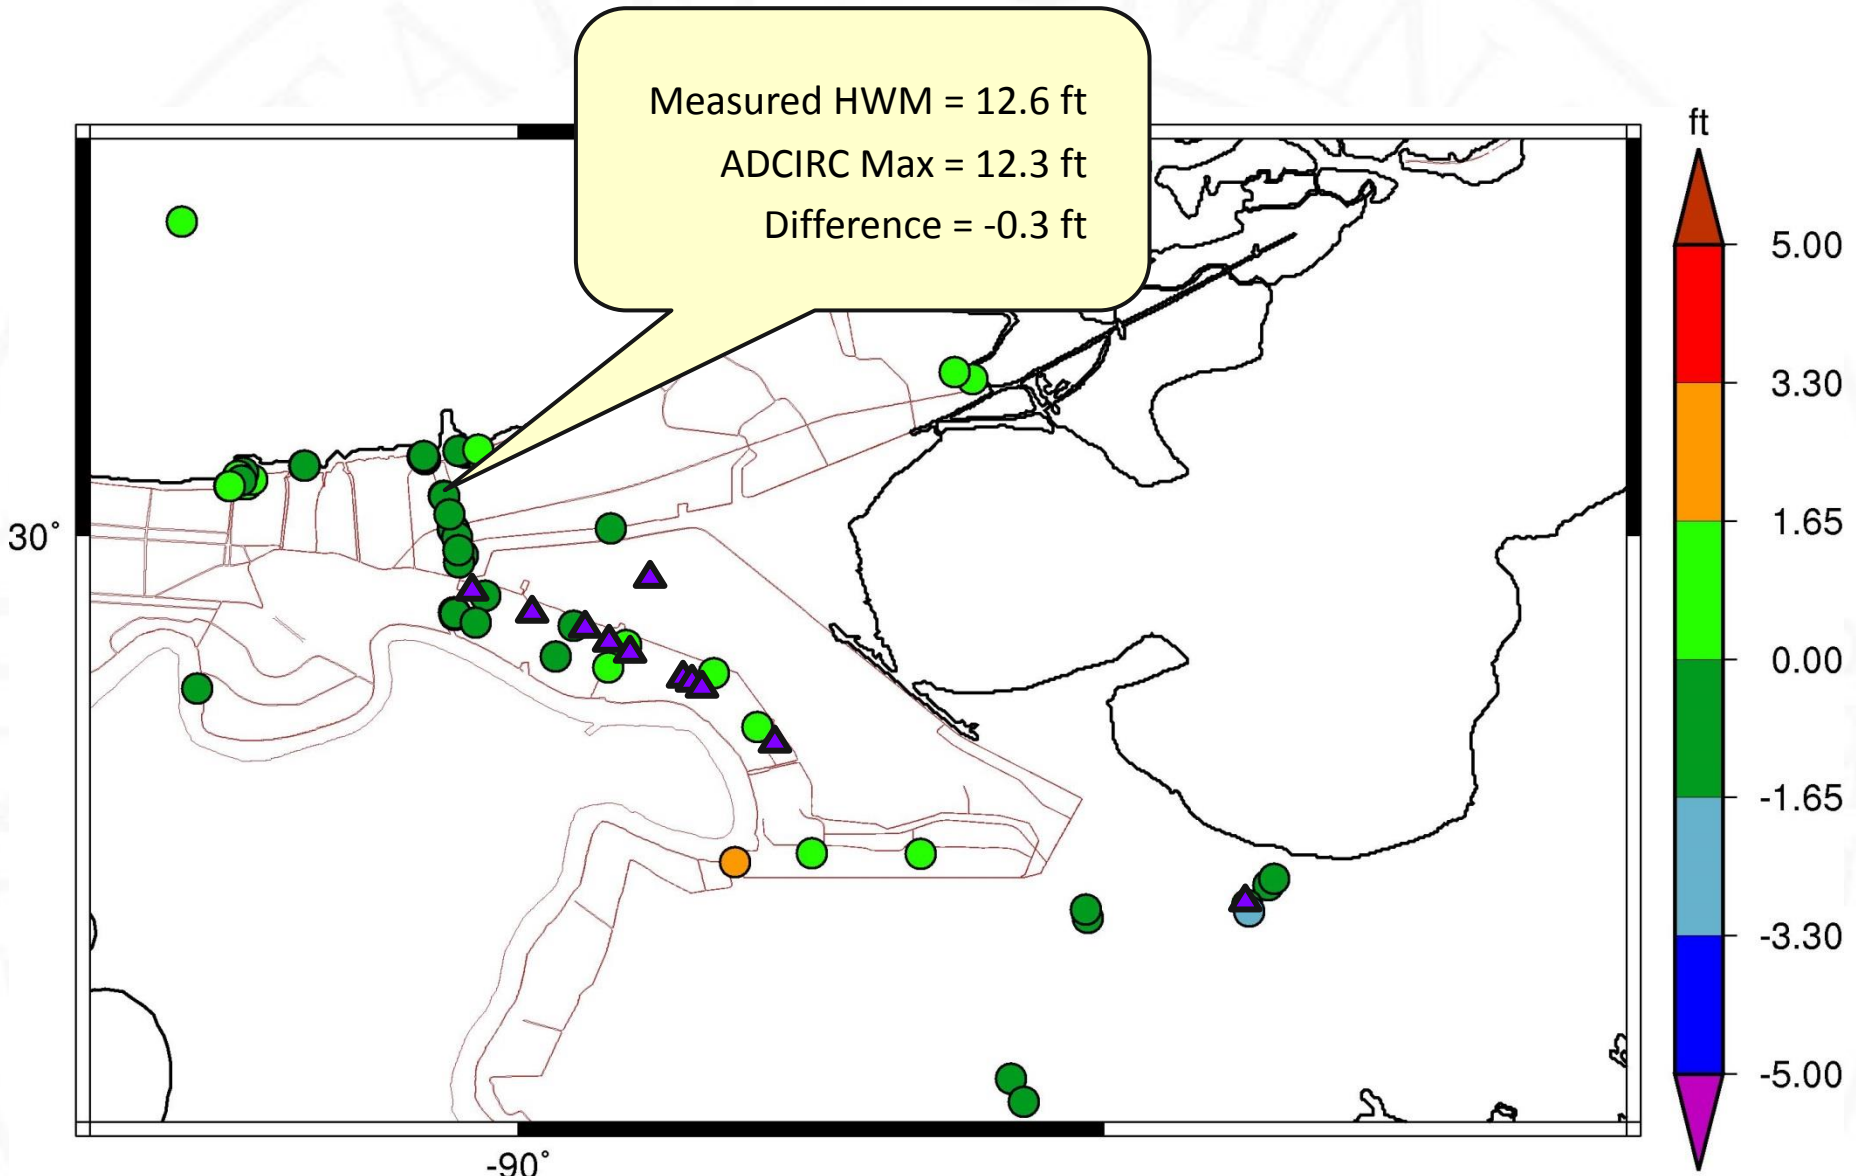 Measured HWM = 12.6 ft
ADCIRC Max = 12.3 ft
Difference = -0.3 ft
ft
5.00
3.30
1.65
0.00
-1.65
-3.30
-5.00
30°
-90°